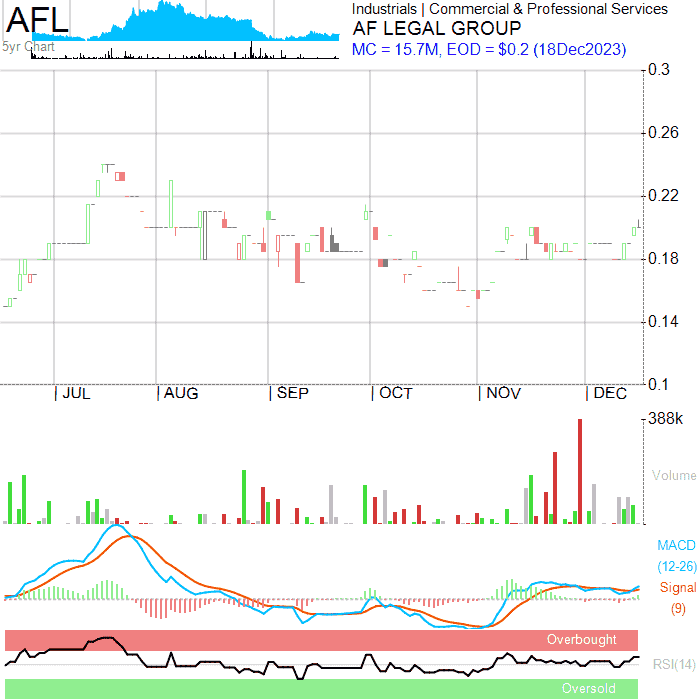 AFL
5yr Chart
Industrials | Commercial & Professional Services
AF LEGAL GROUP
MC = 15.7M, EOD = $0.2 (18Dec2023)
0.3
0.26
0.22
0.18
0.14
0.1
JUL AUG SEP OCT NOV DEC
388k
Volume
MACD
(12-26)
Signal
(9)
Overbought
RSI(14)
Oversold